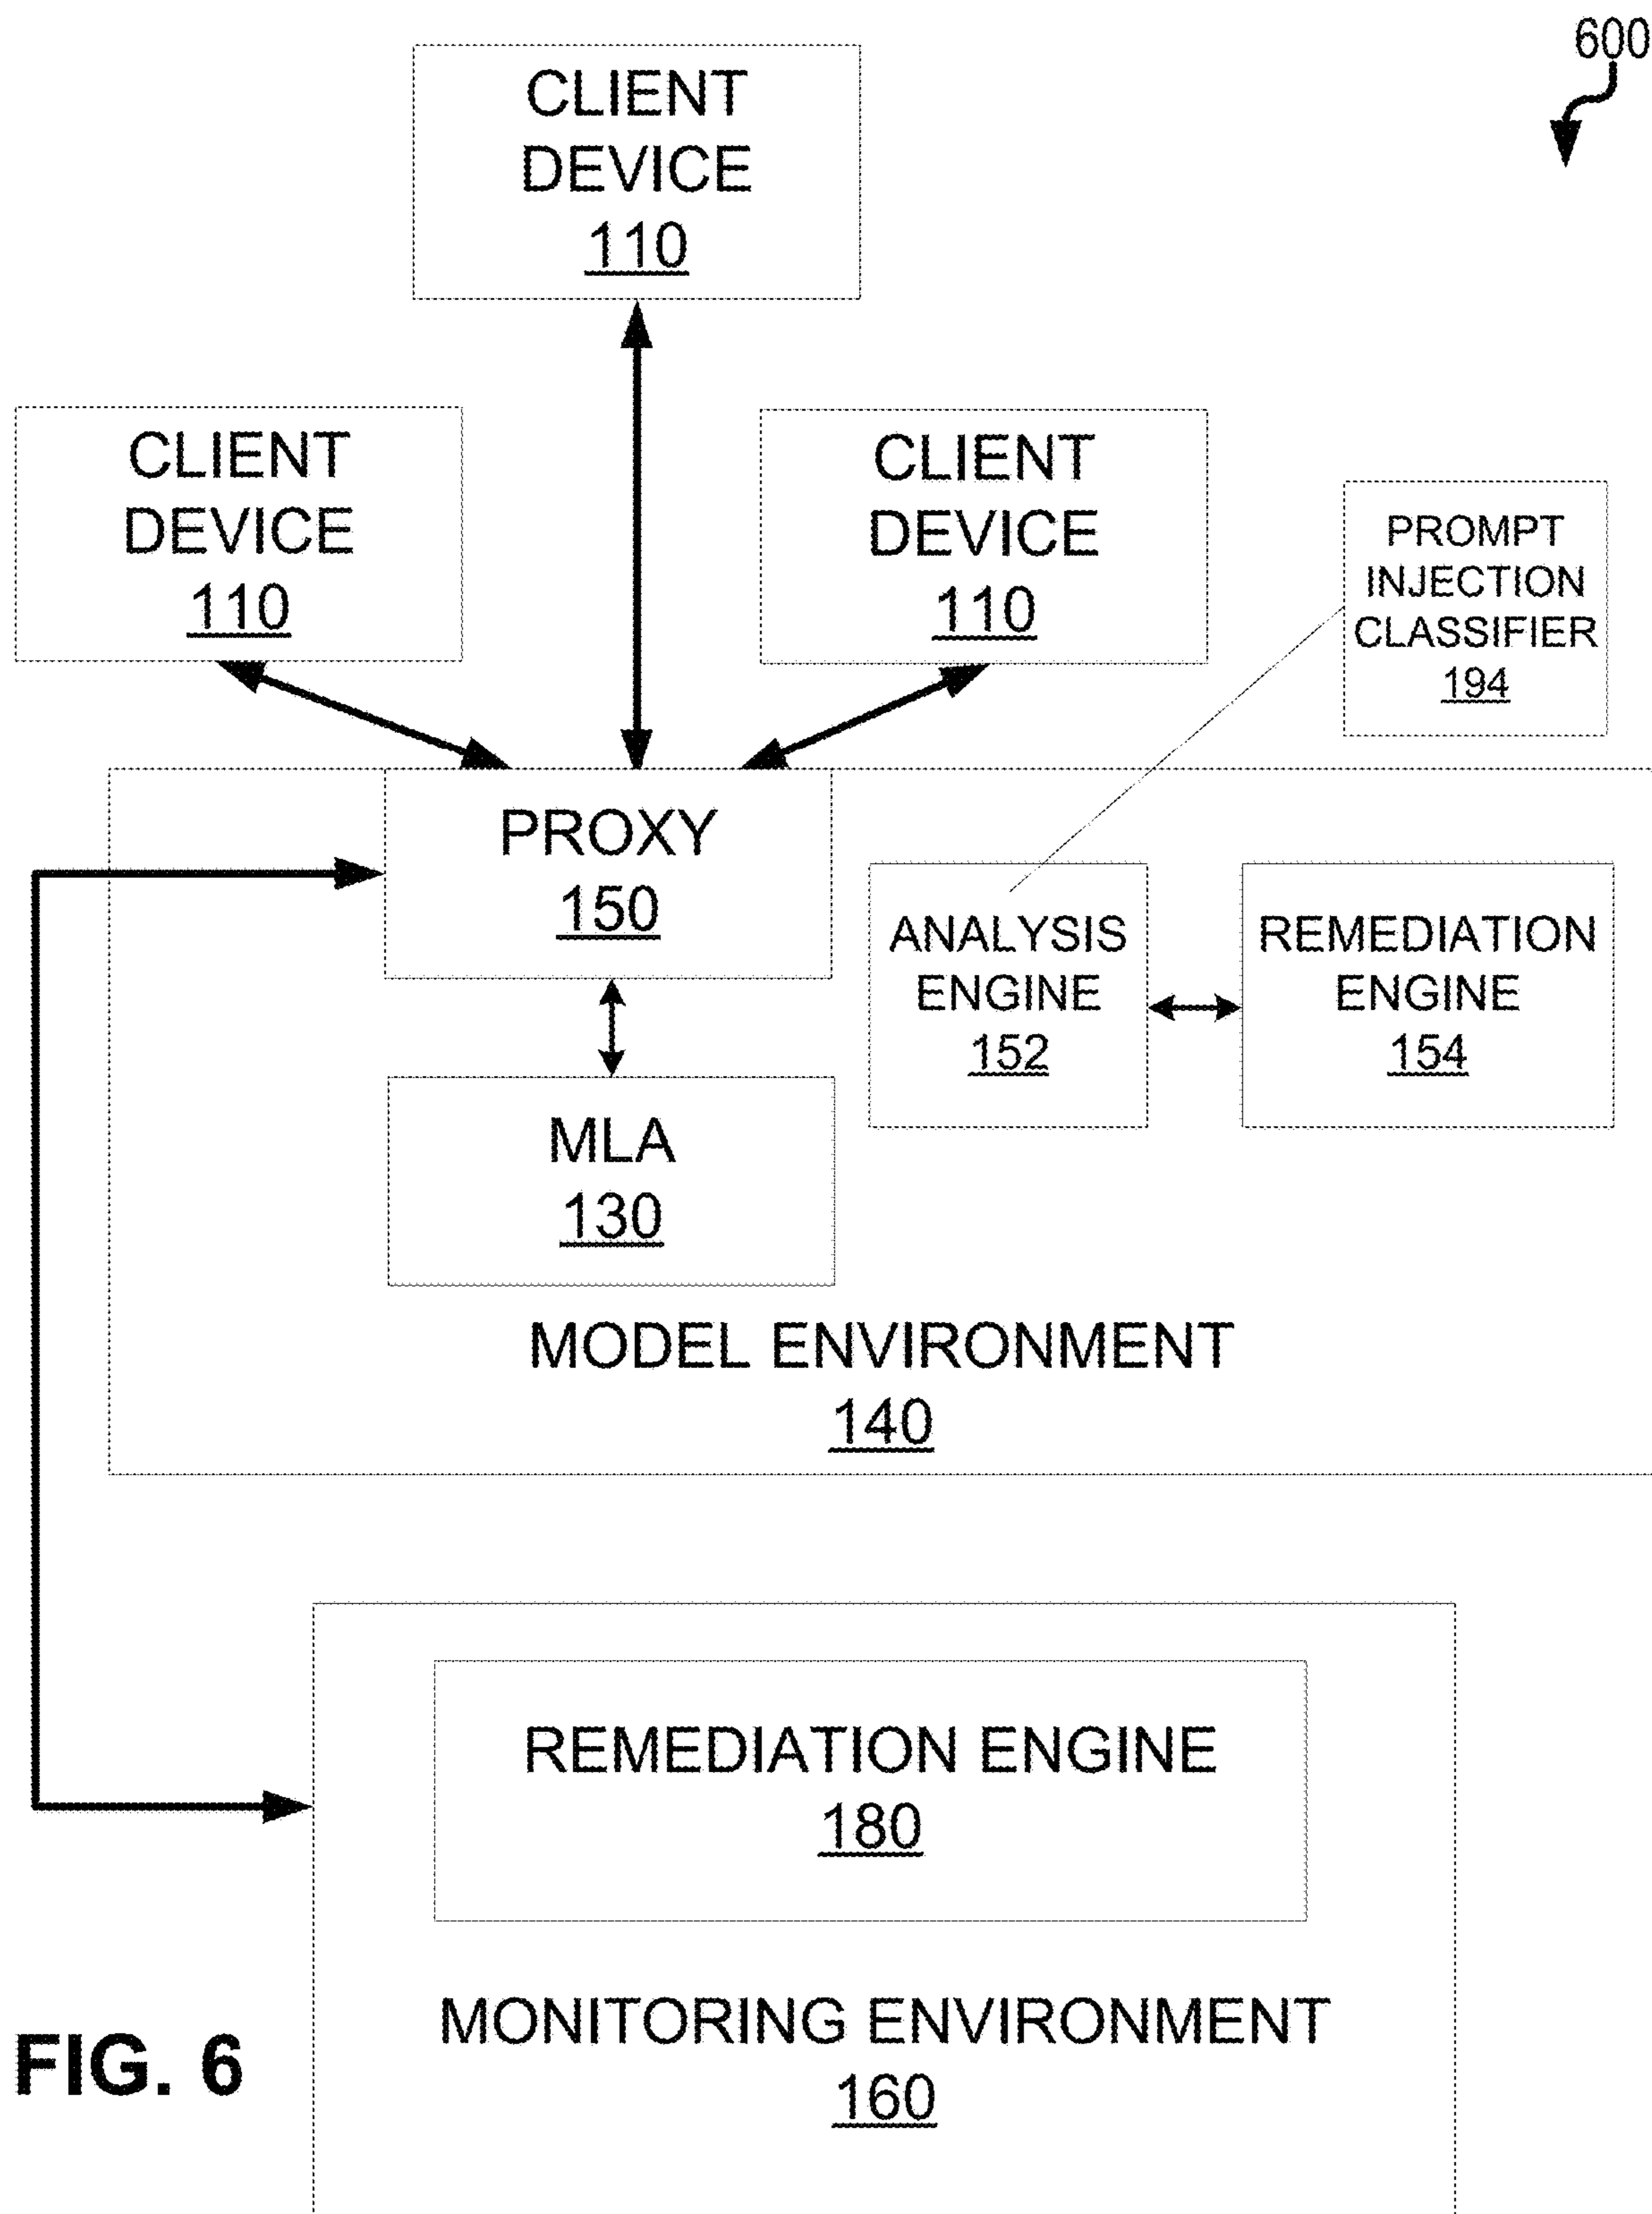 600
CLIENT
DEVICE
110
CLIENT
DEVICE
110
CLIENT
DEVICE
110
PROMPT
INJECTION
CLASSIFIER
194
PROXY
150
ANALYSIS
ENGINE
152
REMEDIATION
ENGINE
154
MLA
130
MODEL ENVIRONMENT
140
REMEDIATION ENGINE
180
MONITORING ENVIRONMENT
160
FIG. 6